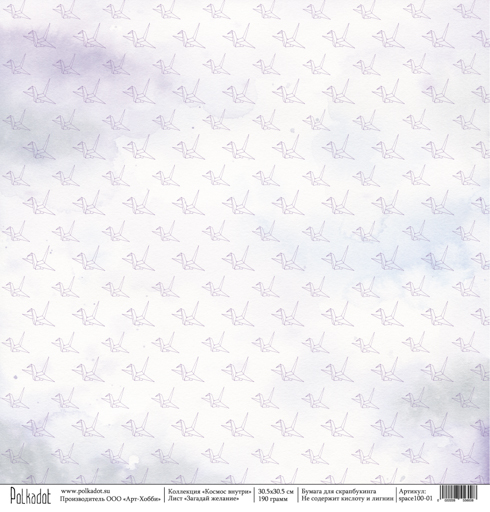 Polkadot
www.polkadot.ru
Производитель ООО «Арт-Хобби»
Коллекция «Космос внутри»
Лист «Загадай желание»
30.5x30.5 см
190 грамм
Бумага для скрапбукинга
Не содержит кислоту и лигнин
Артикул:
space100-01